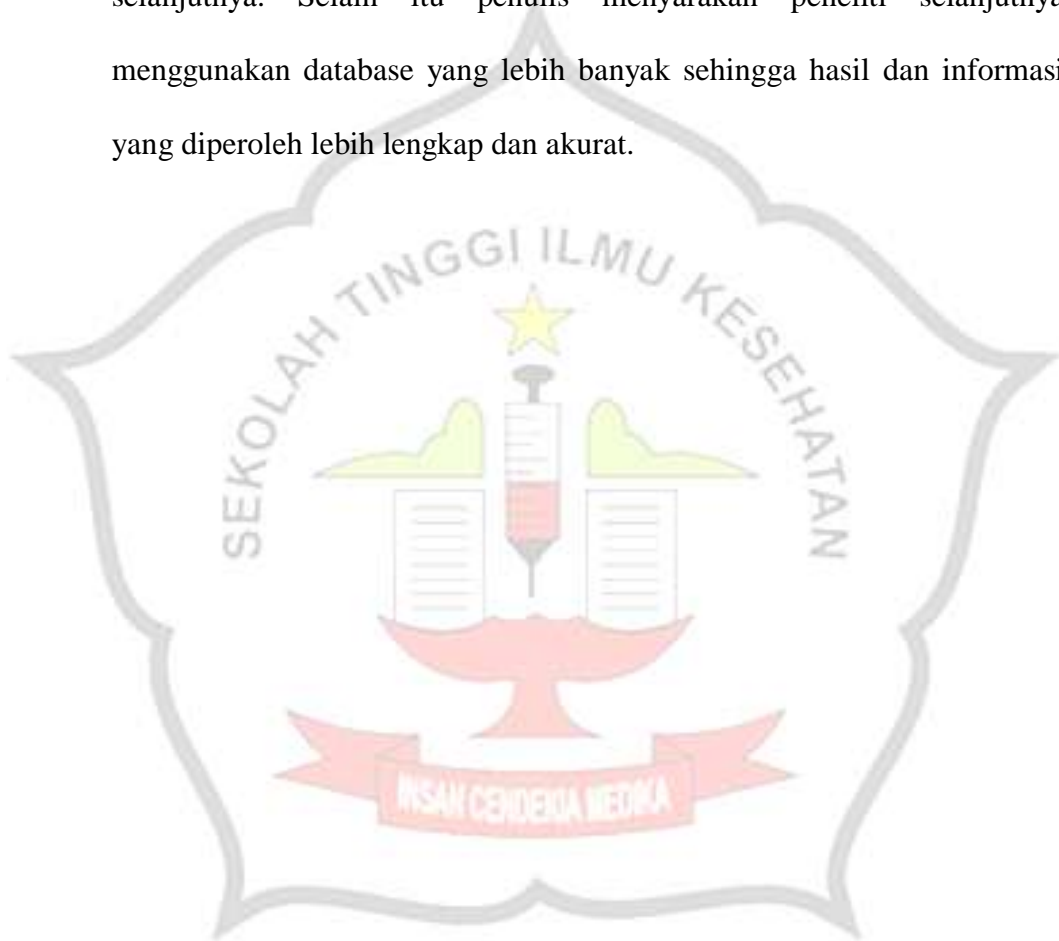 selanjutnya. Selain itu penulis menyarakan peneliti selanjutnya
menggunakan database yang lebih banyak sehingga hasil dan informasi
yang diperoleh lebih lengkap dan akurat.
SEKOLAH TINGGI ILMU KESEHATAN
INSAN CENDEKIA MEDIKA